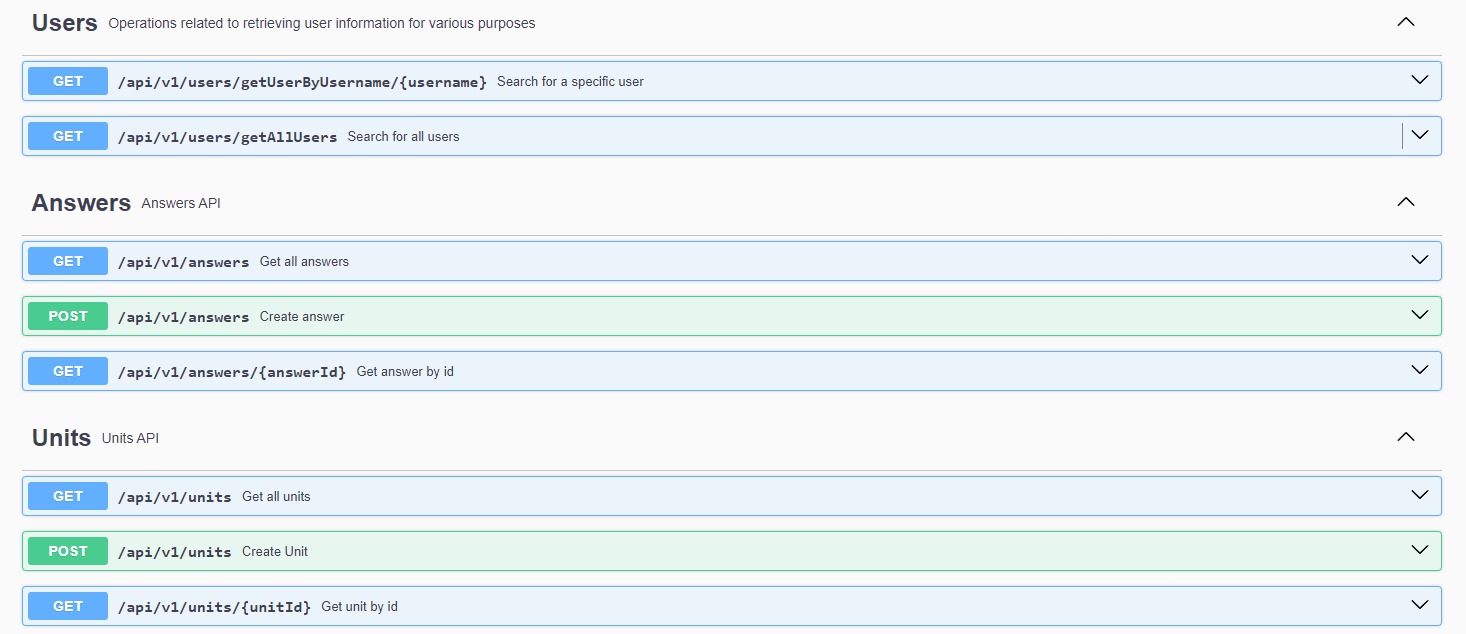 Users Operations related to retrieving user information for various purposes
GET /api/v1/users/getUserByUsername/{username} Search for a specific user
GET /api/v1/users/getAllUsers Search for all users
Answers Answers API
GET /api/v1/answers Get all answers
POST /api/v1/answers Create answer
GET /api/v1/answers/{answerId} Get answer by id
Units Units API
GET /api/v1/units Get all units
POST /api/v1/units Create Unit
GET /api/v1/units/{unitId} Get unit by id